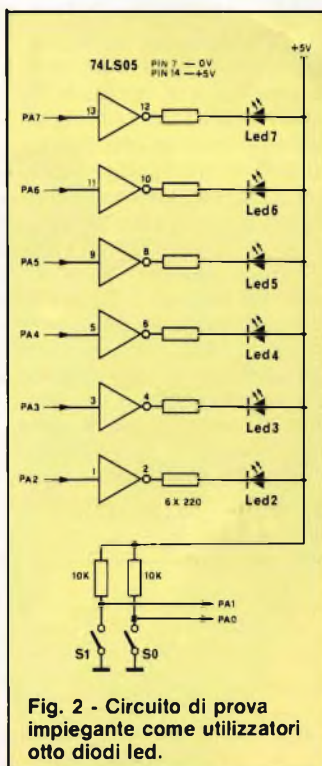 +5V
74LS05 PIN 7 — 0V
PIN 14 — +5V
PA7 13 12 Led7
PA6 11 10 Led6
PA5 9 8 Led5
PA4 5 6 Led4
PA3 3 4 Led3
PA2 1 2 Led2
6 X 220
10K 10K
PA1
PA0
S1 S0
Fig. 2 - Circuito di prova
impiegante come utilizzatori
otto diodi led.